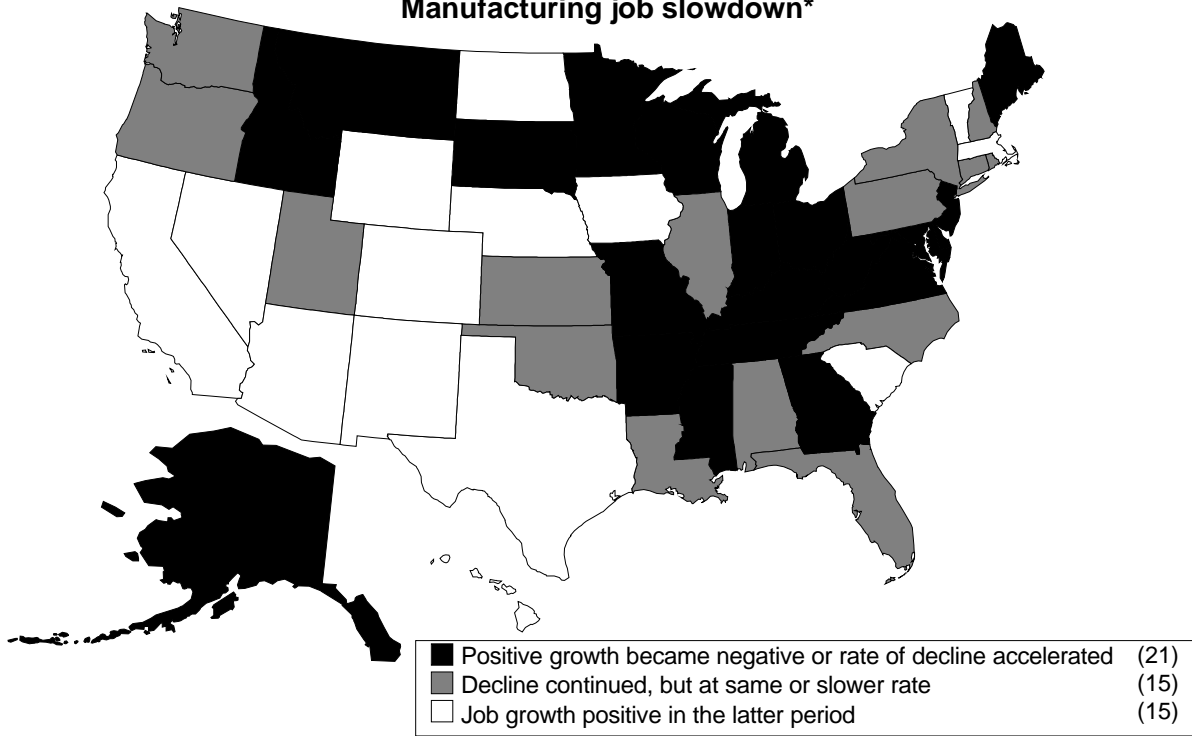 Manufacturing job slowdown*
Positive growth became negative or rate of decline accelerated (21)
Decline continued, but at same or slower rate (15)
Job growth positive in the latter period (15)